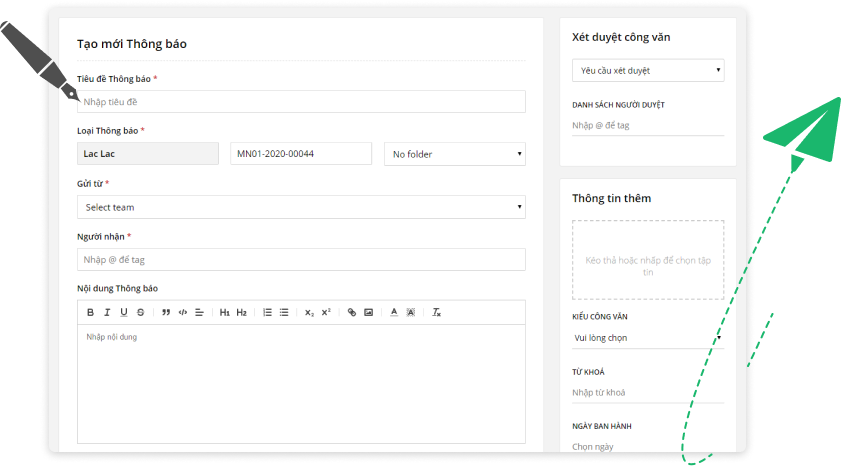 Tạo mới Thông báo
Tiêu đề Thông báo *
Nhập tiêu đề
Loại Thông báo *
Lac Lac
MN01-2020-00044
No folder
Gửi từ *
Select team
Người nhận *
Nhập @ để tag
Nội dung Thông báo
B I U S H1 H2 X₂ X² A A Tx
Nhập nội dung
Xét duyệt công văn
Yêu cầu xét duyệt
DANH SÁCH NGƯỜI DUYỆT
Nhập @ để tag
Thông tin thêm
Kéo thả hoặc nhấp để chọn tập
tin
KIỂU CÔNG VĂN
Vui lòng chọn
TỪ KHOÁ
Nhập từ khoá
NGÀY BAN HÀNH
Chọn ngày